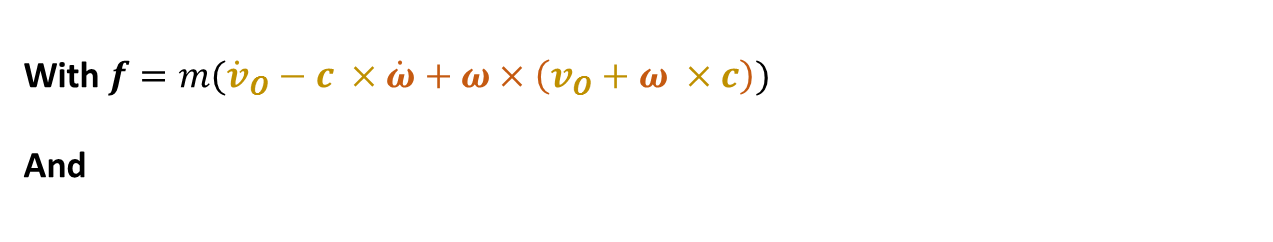 With 𝒇 = 𝑚(𝒗̇_𝑶 − 𝒄 × 𝝎̇ + 𝝎 × (𝒗_𝑶 + 𝝎 × 𝒄))
And